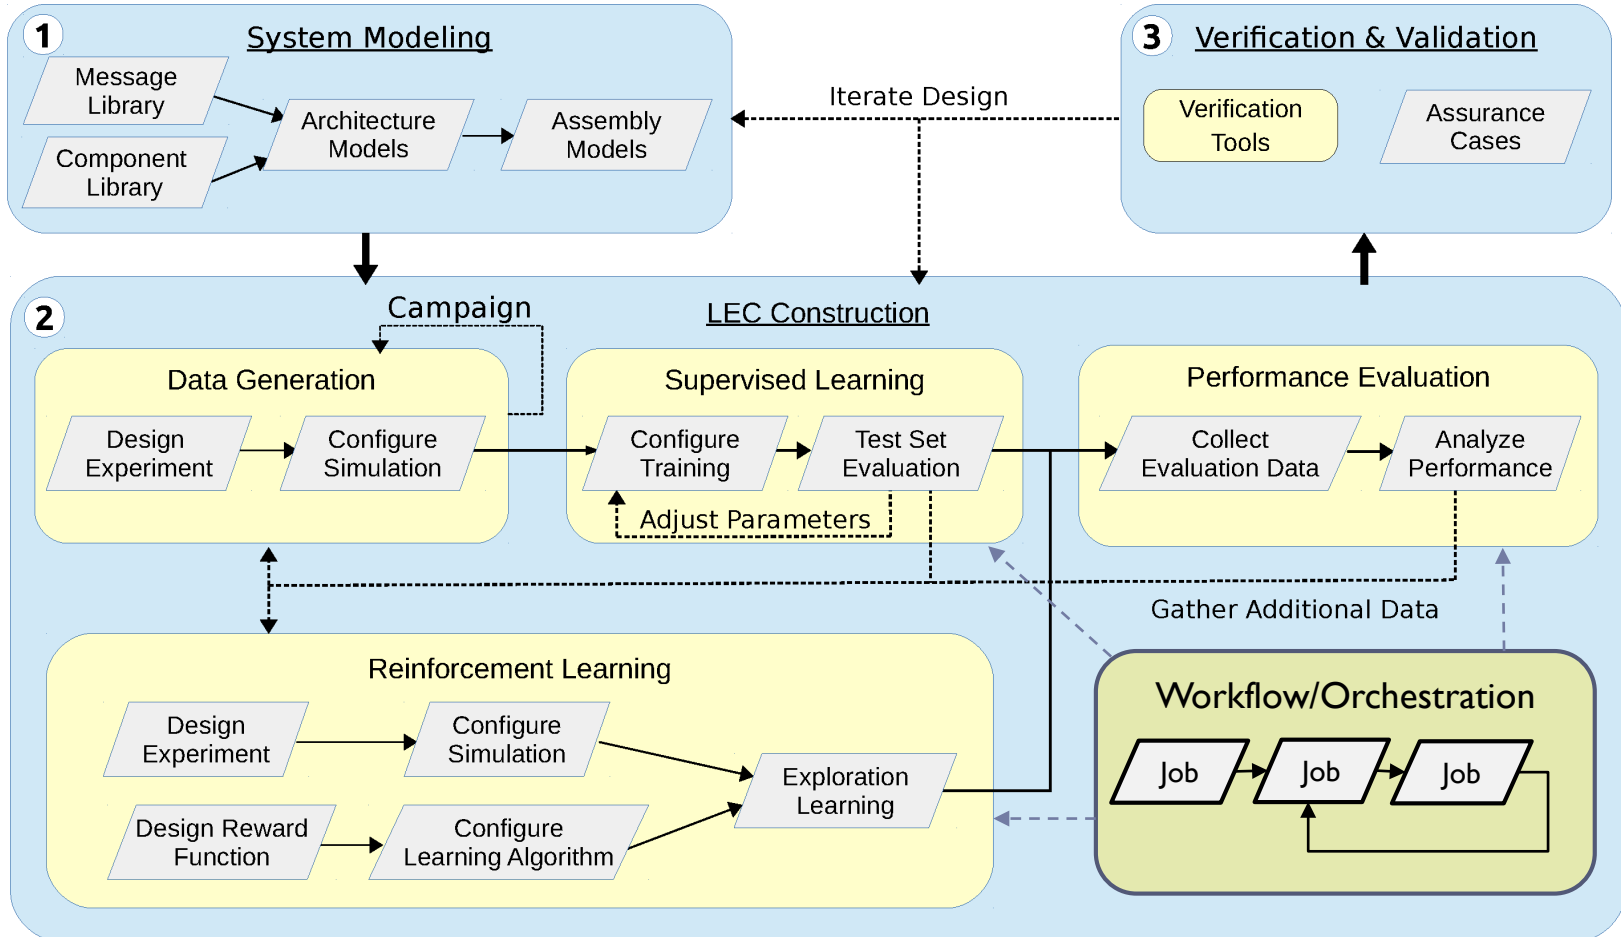 1
System Modeling
Message
Library
Component
Library
Architecture
Models
Assembly
Models
Iterate Design
3
Verification & Validation
Verification
Tools
Assurance
Cases
2
LEC Construction
Campaign
Data Generation
Design
Experiment
Configure
Simulation
Supervised Learning
Configure
Training
Test Set
Evaluation
Adjust Parameters
Performance Evaluation
Collect
Evaluation Data
Analyze
Performance
Gather Additional Data
Reinforcement Learning
Design
Experiment
Configure
Simulation
Design Reward
Function
Configure
Learning Algorithm
Exploration
Learning
Workflow/Orchestration
Job
Job
Job